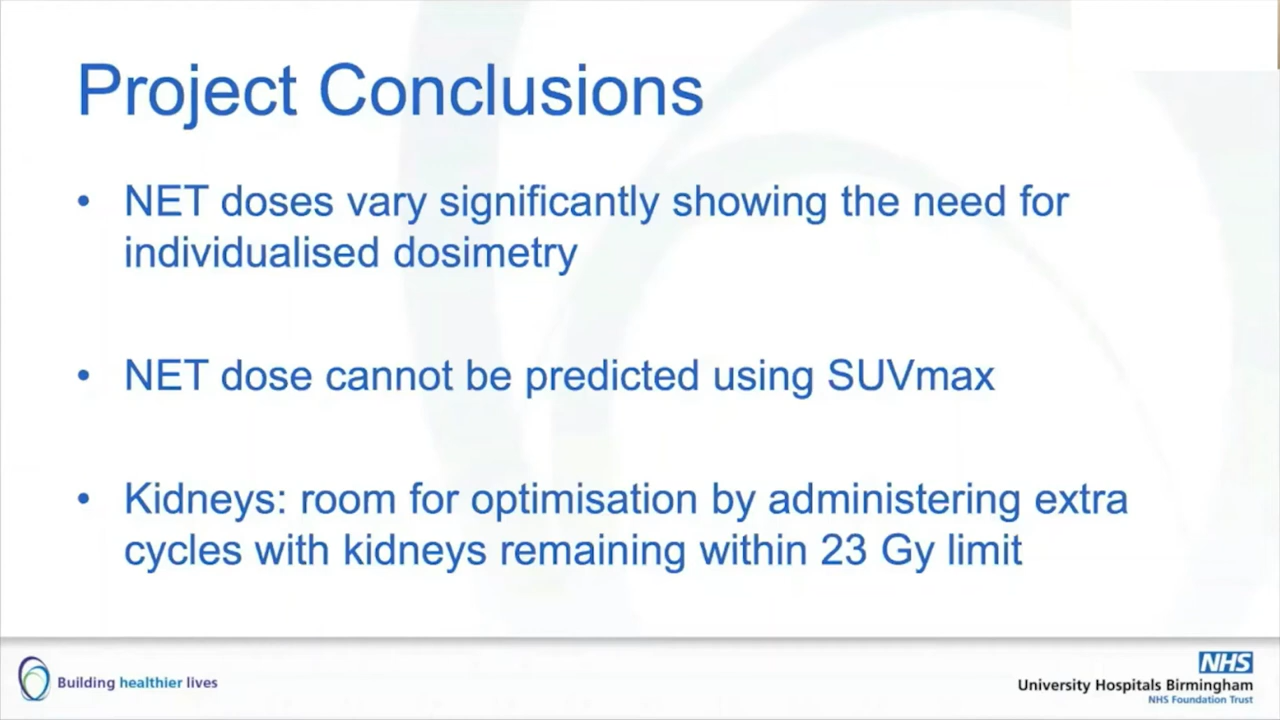 Project Conclusions
• NET doses vary significantly showing the need for
individualised dosimetry
• NET dose cannot be predicted using SUVmax
• Kidneys: room for optimisation by administering extra
cycles with kidneys remaining within 23 Gy limit
Building healthier lives
NHS
University Hospitals Birmingham
NHS Foundation Trust